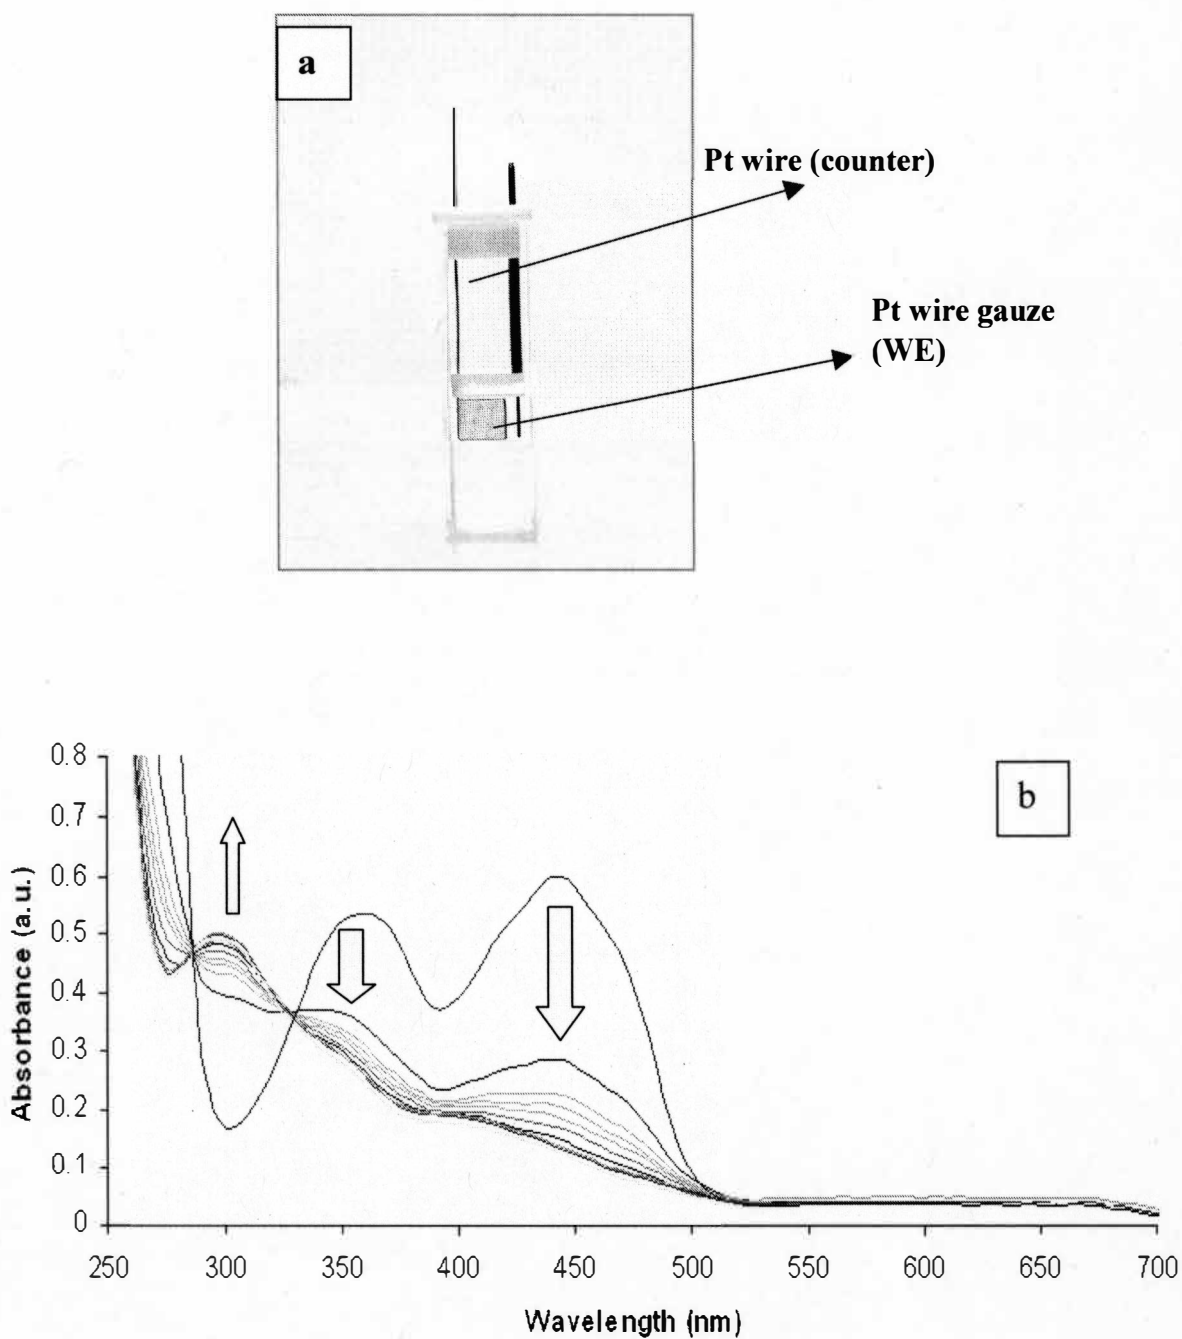 a
Pt wire (counter)
Pt wire gauze
(WE)
b
0.8
0.7
0.6
0.5
0.4
0.3
0.2
0.1
0
Absorbance (a.u.)
250 300 350 400 450 500 550 600 650 700
Wavelength (nm)